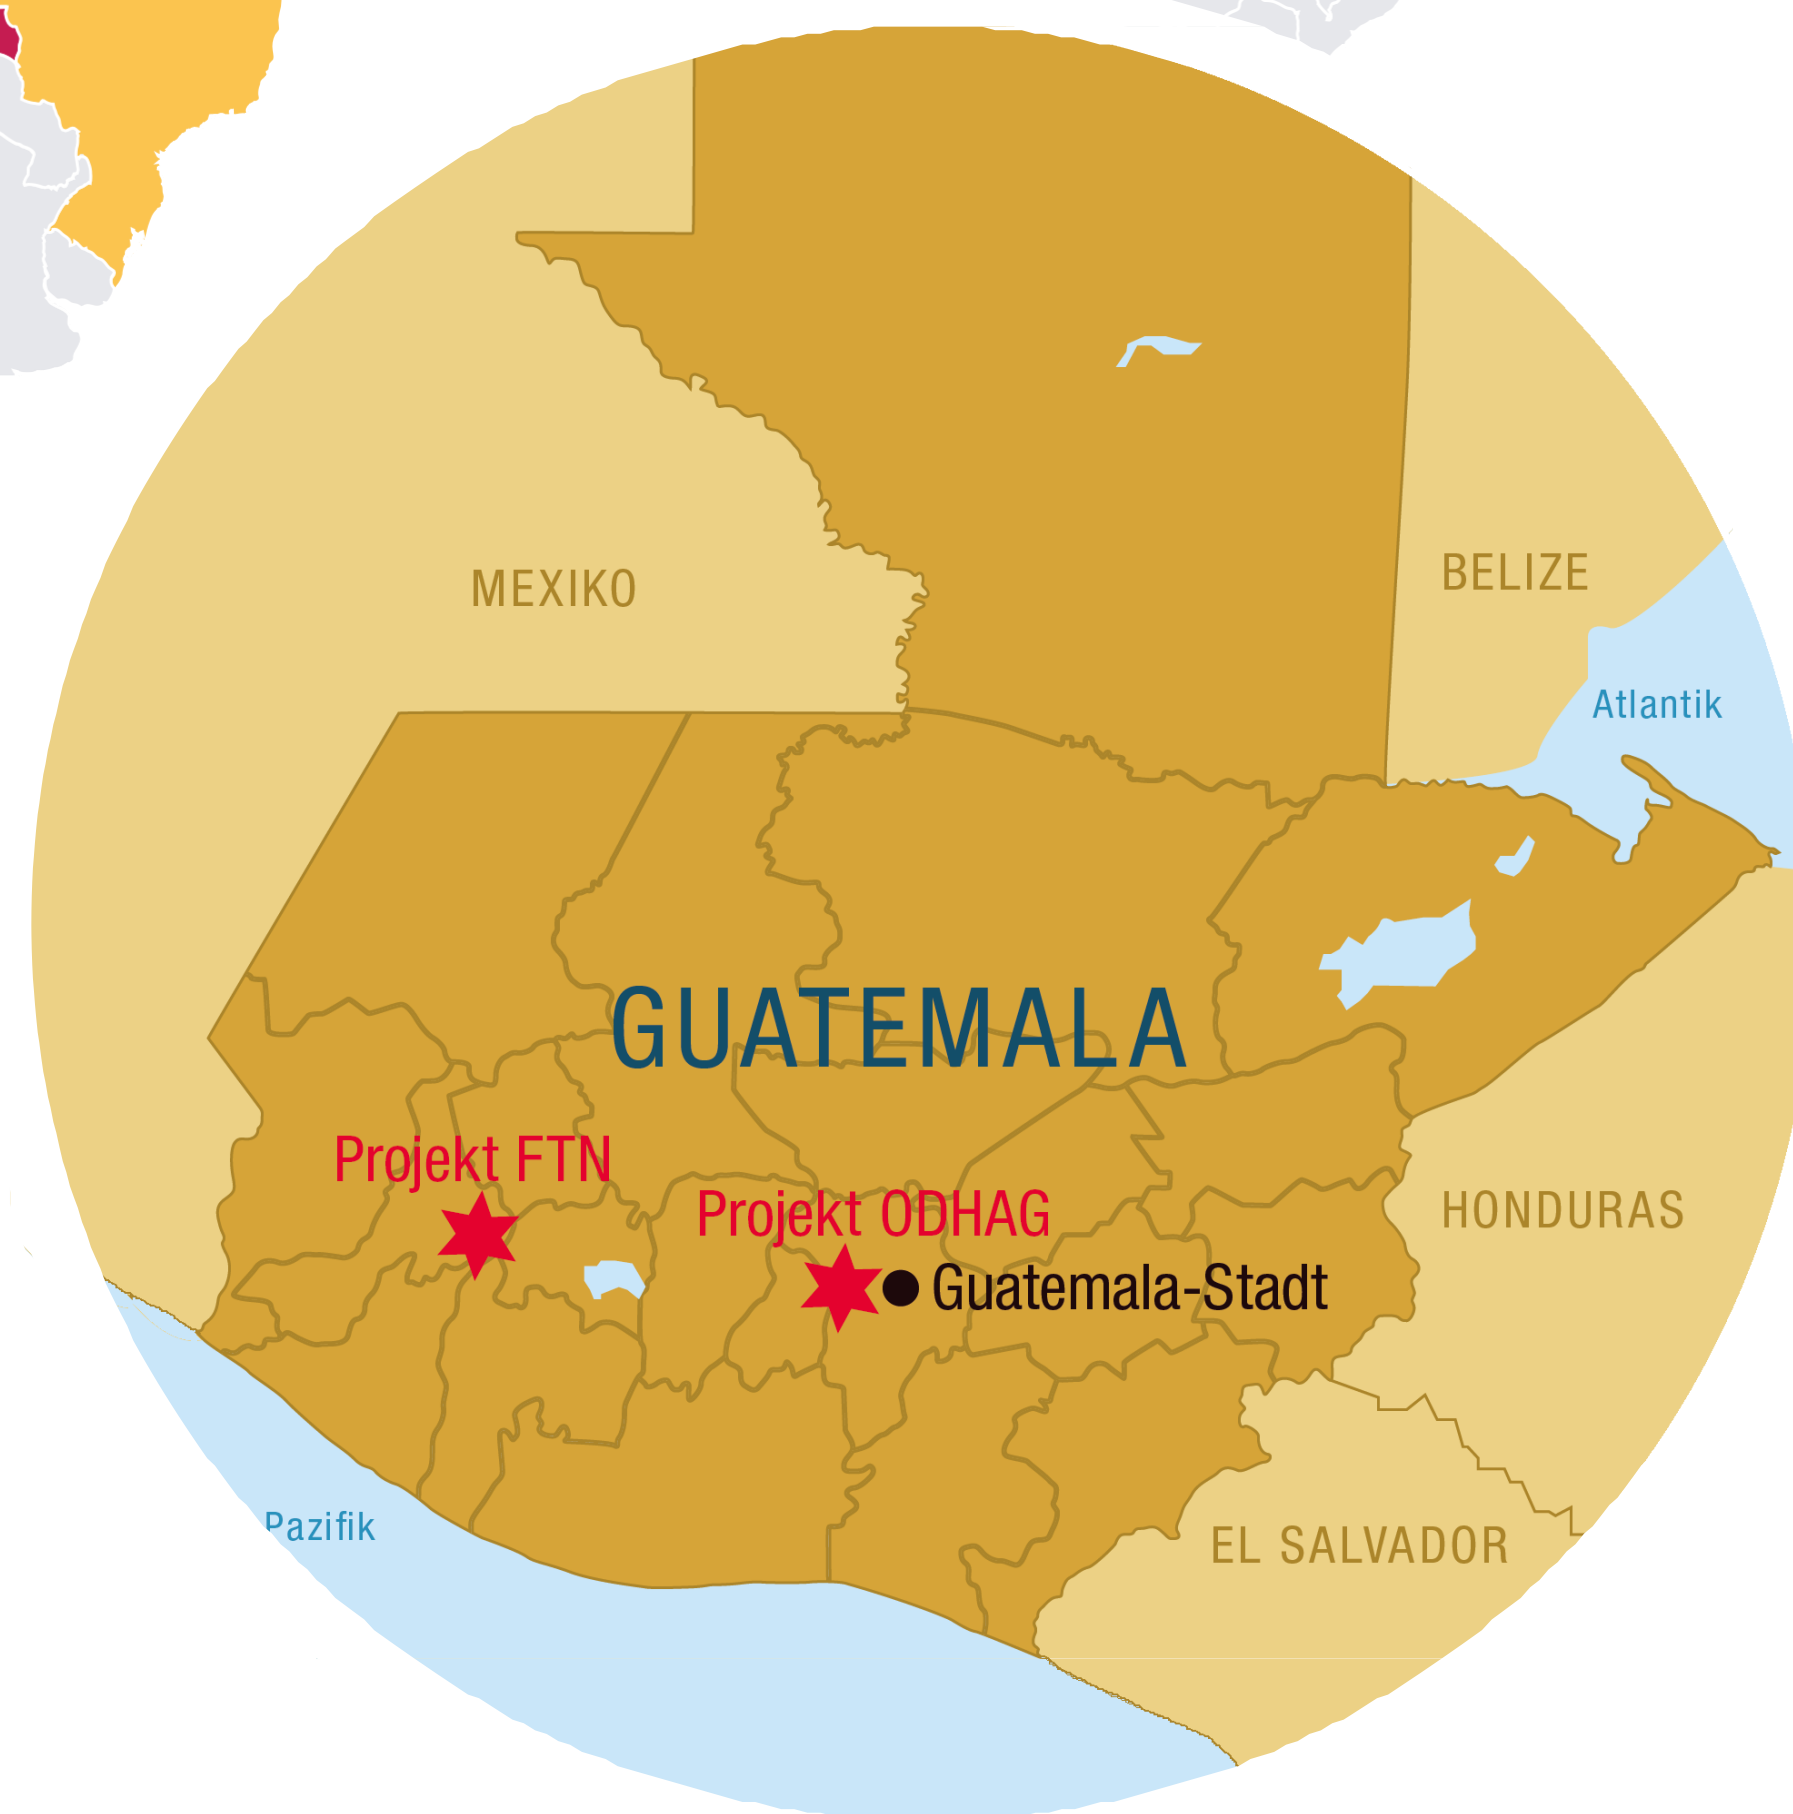 MEXIKO
BELIZE
Atlantik
GUATEMALA
Projekt FTN
Projekt ODHAG
HONDURAS
Guatemala-Stadt
Pazifik
EL SALVADOR